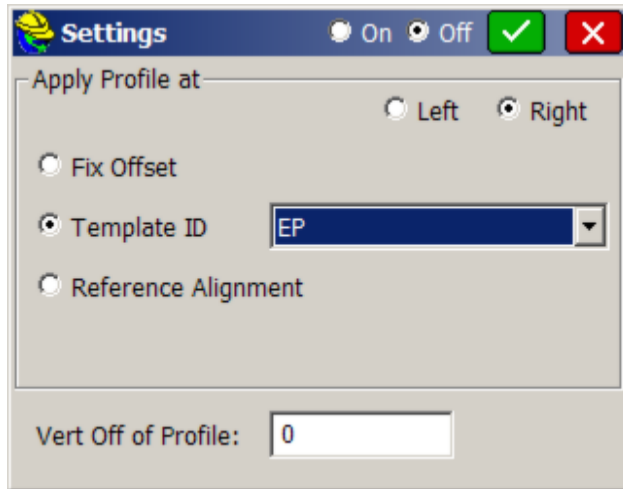 Settings On Off
Apply Profile at
Left Right
Fix Offset
Template ID EP
Reference Alignment
Vert Off of Profile: 0